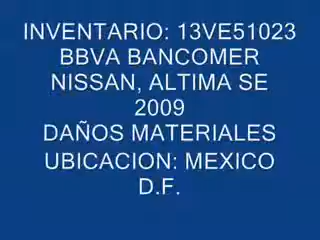 INVENTARIO: 13VE51023
BBVA BANCOMER
NISSAN, ALTIMA SE
2009
DAÑOS MATERIALES
UBICACION: MEXICO
D.F.